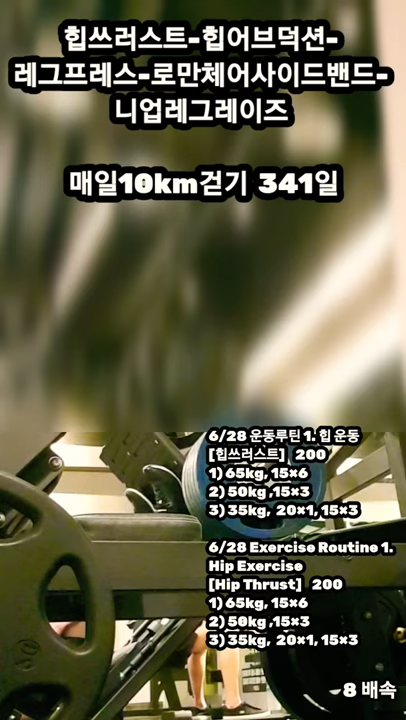 힙쓰러스트-힙어브덕션-
레그프레스-로만체어사이드밴드-
니업레그레이즈
매일10km걷기 341일
6/28 운동루틴 1. 힙 운동
[힙쓰러스트] 200
1) 65kg, 15×6
2) 50kg ,15×3
3) 35kg, 20×1, 15×3
6/28 Exercise Routine 1.
Hip Exercise
[Hip Thrust] 200
1) 65kg, 15×6
2) 50kg ,15×3
3) 35kg, 20×1, 15×3
8 배속